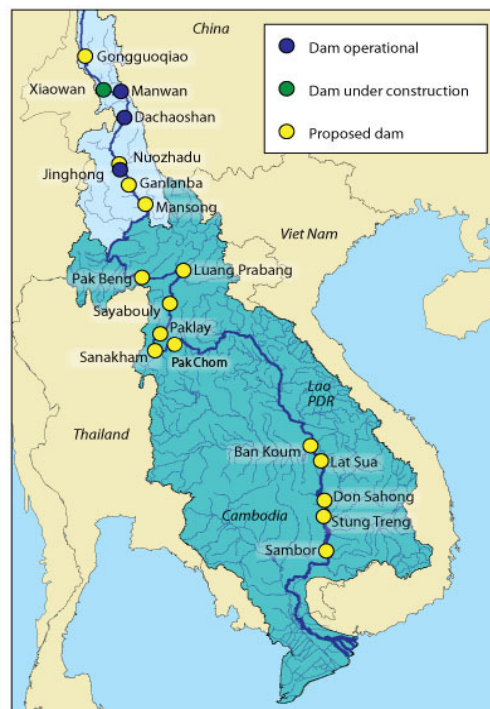 China
Dam operational
Dam under construction
Proposed dam
Gongguoqiao
Xiaowan
Manwan
Dachaoshan
Nuozhadu
Jinghong
Ganlanba
Mansong
Viet Nam
Luang Prabang
Pak Beng
Sayabouly
Paklay
Sanakham
Pak Chom
Lao
PDR
Thailand
Ban Koum
Lat Sua
Don Sahong
Cambodia
Stung Treng
Sambor